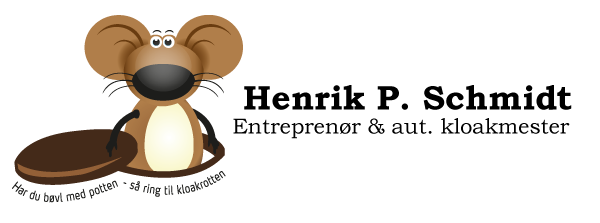 Henrik P. Schmidt
Entreprenør & aut. kloakmester
Har du bøvl med potten - så ring til kloakrotten